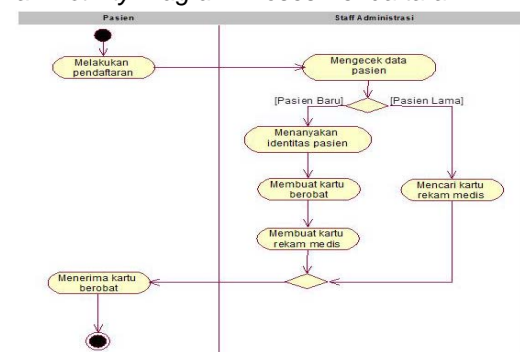 Pasien
Staff Administrasi
Melakukan
pendaftaran
Mengecek data
pasien
[Pasien Baru]
[Pasien Lama]
Menanyakan
identitas pasien
Membuat kartu
berobat
Mencari kartu
rekam medis
Membuat kartu
rekam medis
Menerima kartu
berobat